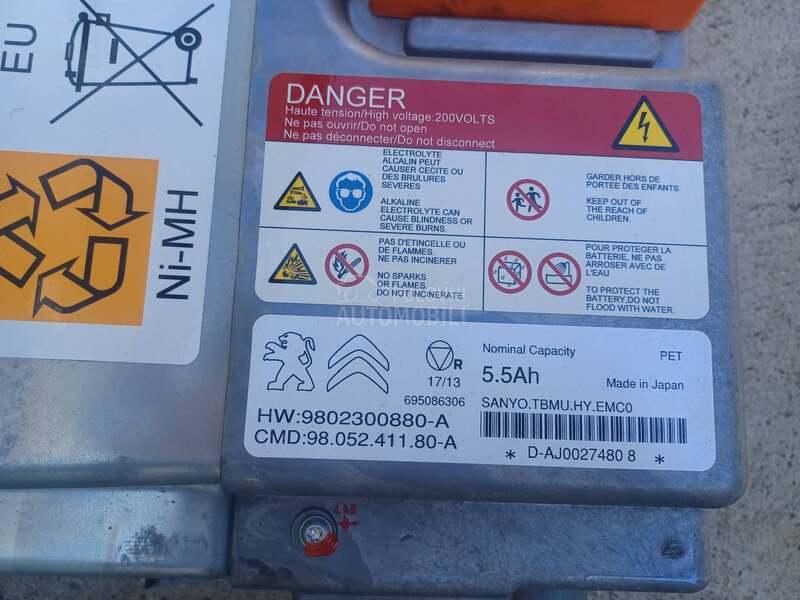 EU
Ni-MH
DANGER
Haute tension/High voltage:200VOLTS
Ne pas ouvrir/Do not open
Ne pas déconnecter/Do not disconnect
ELECTROLYTE
ALCALIN PEUT
CAUSER CECITE OU
DES BRULURES
SEVERES
ALKALINE
ELECTROLYTE CAN
CAUSE BLINDNESS OR
SEVERE BURNS.
GARDER HORS DE
PORTEE DES ENFANTS.
KEEP OUT OF
THE REACH OF
CHILDREN.
PAS D'ETINCELLE OU
DE FLAMMES.
NE PAS INCINERER
NO SPARKS
OR FLAMES.
DO NOT INCINERATE
POUR PROTEGER LA
BATTERIE, NE PAS
ARROSER AVEC DE
L'EAU
TO PROTECT THE
BATTERY,DO NOT
FLOOD WITH WATER.
POLOVNI
AUTOMOBILI
R
17/13
695086306
HW:9802300880-A
CMD:98.052.411.80-A
Nominal Capacity
PET
5.5Ah
Made in Japan
SANYO.TBMU.HY.EMC0
* D-AJ0027480 8 *